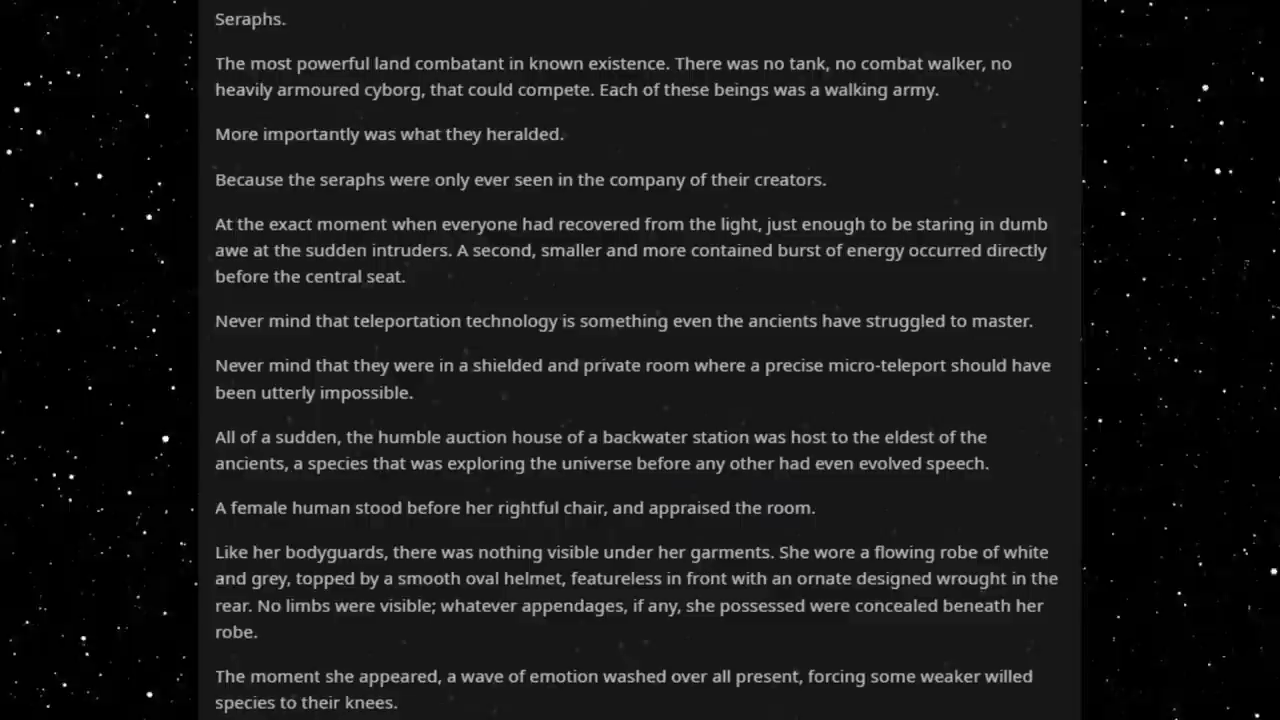 Seraphs.
The most powerful land combatant in known existence. There was no tank, no combat walker, no
heavily armoured cyborg, that could compete. Each of these beings was a walking army.
More importantly was what they heralded.
Because the seraphs were only ever seen in the company of their creators.
At the exact moment when everyone had recovered from the light, just enough to be staring in dumb
awe at the sudden intruders. A second, smaller and more contained burst of energy occurred directly
before the central seat.
Never mind that teleportation technology is something even the ancients have struggled to master.
Never mind that they were in a shielded and private room where a precise micro-teleport should have
been utterly impossible.
All of a sudden, the humble auction house of a backwater station was host to the eldest of the
ancients, a species that was exploring the universe before any other had even evolved speech.
A female human stood before her rightful chair, and appraised the room.
Like her bodyguards, there was nothing visible under her garments. She wore a flowing robe of white
and grey, topped by a smooth oval helmet, featureless in front with an ornate designed wrought in the
rear. No limbs were visible; whatever appendages, if any, she possessed were concealed beneath her
robe.
The moment she appeared, a wave of emotion washed over all present, forcing some weaker willed
species to their knees.